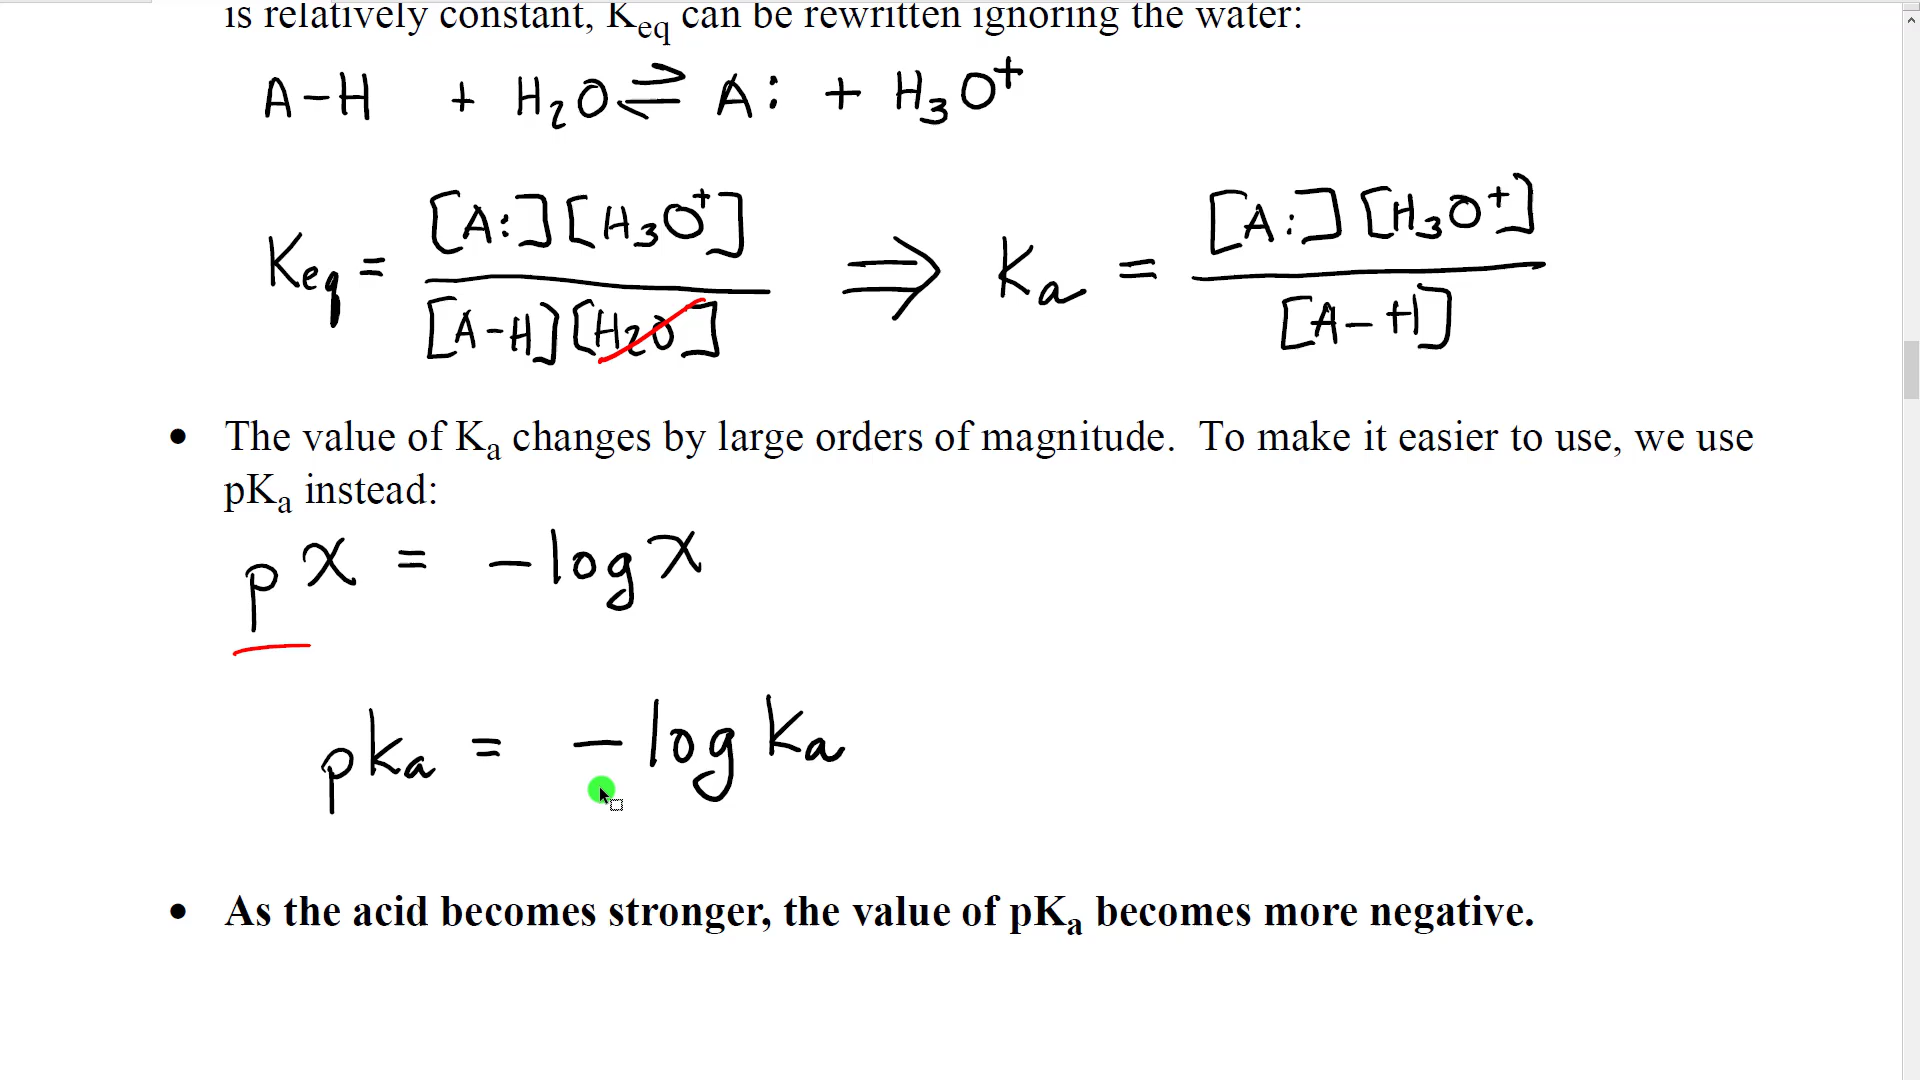 is relatively constant, Keq can be rewritten ignoring the water:
A-H + H₂O ⇌ A: + H₃O⁺
Keq = [A:][H₃O⁺] / [A-H][H₂O] ⇒ Ka = [A:][H₃O⁺] / [A-H]
• The value of Ka changes by large orders of magnitude. To make it easier to use, we use
pKa instead:
px = -log x
pka = -log ka
• As the acid becomes stronger, the value of pKa becomes more negative.